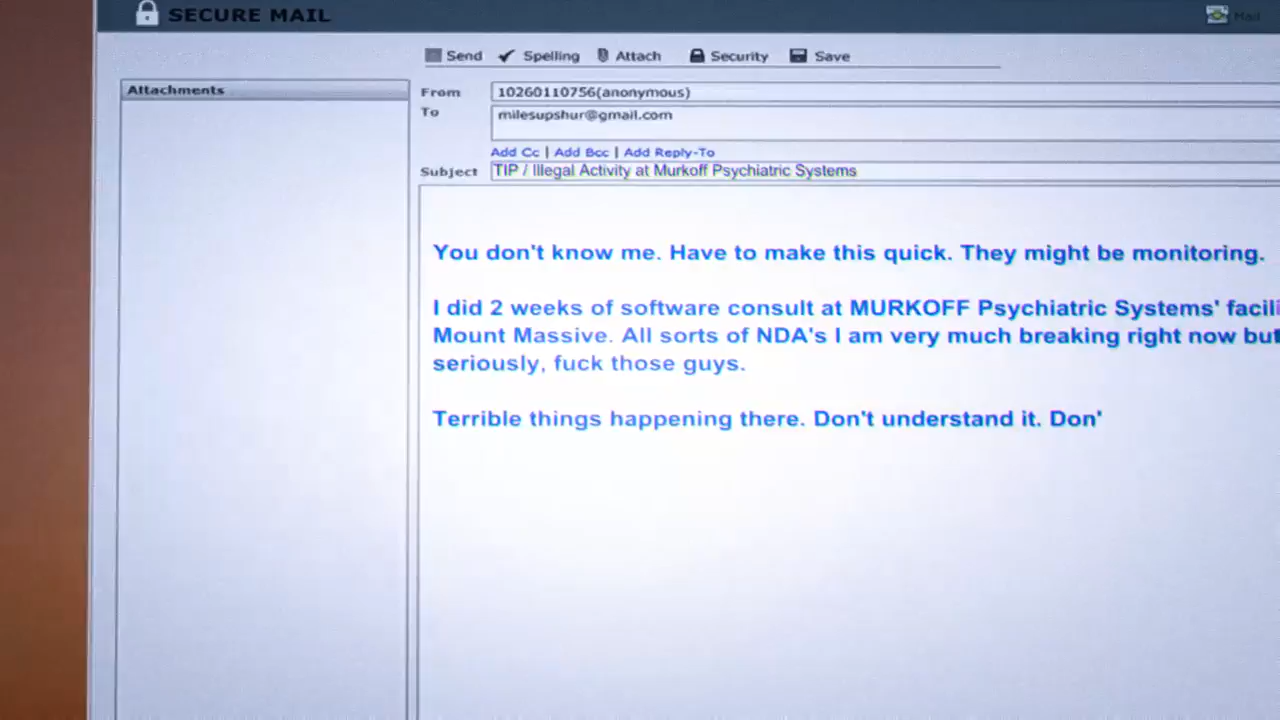 SECURE MAIL
Mail
Send Spelling Attach Security Save
Attachments
From 10260110756(anonymous)
To milesupshur@gmail.com
Add Cc | Add Bcc | Add Reply-To
Subject TIP / Illegal Activity at Murkoff Psychiatric Systems
You don't know me. Have to make this quick. They might be monitoring.
I did 2 weeks of software consult at MURKOFF Psychiatric Systems' facili
Mount Massive. All sorts of NDA's I am very much breaking right now but
seriously, fuck those guys.
Terrible things happening there. Don't understand it. Don'